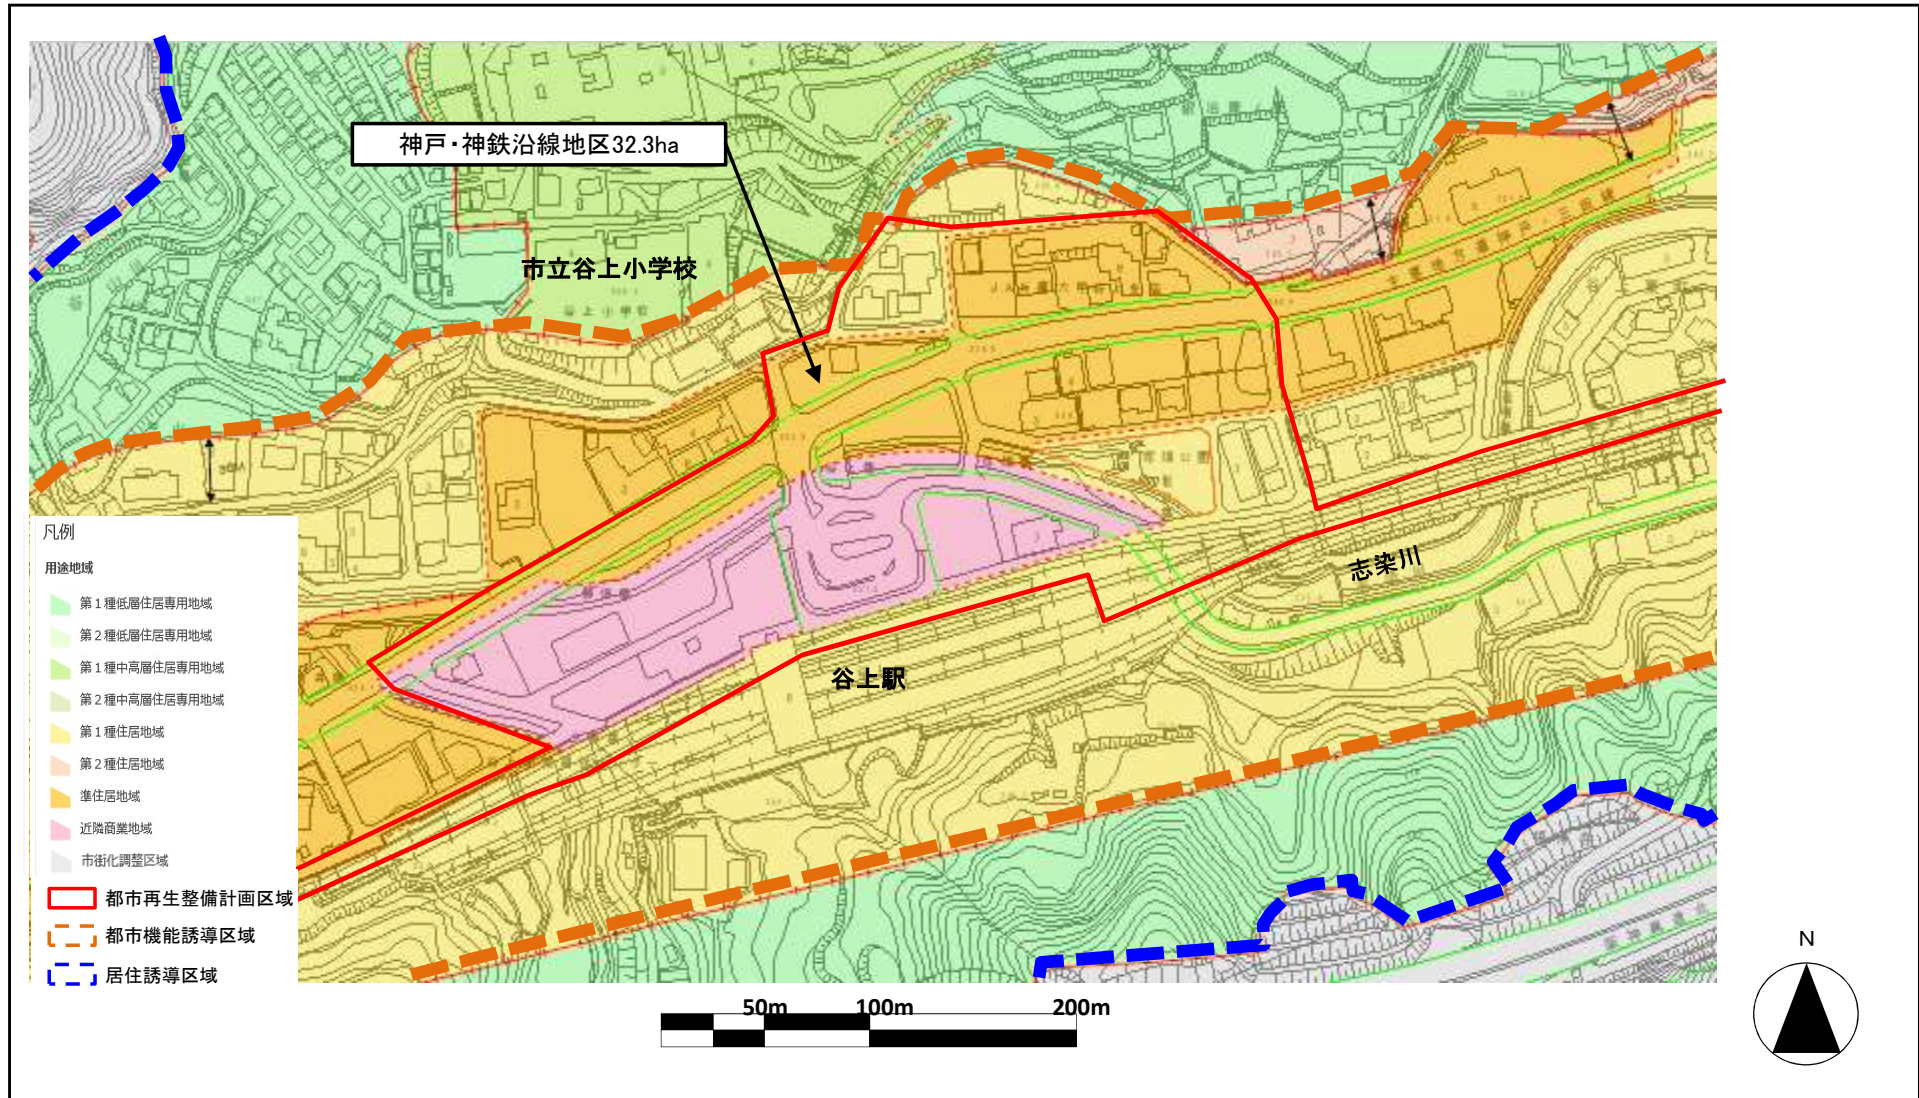 神戸・神鉄沿線地区32.3ha
市立谷上小学校
谷上小学校
志染川
谷上駅
凡例
用途地域
第1種低層住居専用地域
第2種低層住居専用地域
第1種中高層住居専用地域
第2種中高層住居専用地域
第1種住居地域
第2種住居地域
準住居地域
近隣商業地域
市街化調整区域
都市再生整備計画区域
都市機能誘導区域
居住誘導区域
50m 100m 200m
N